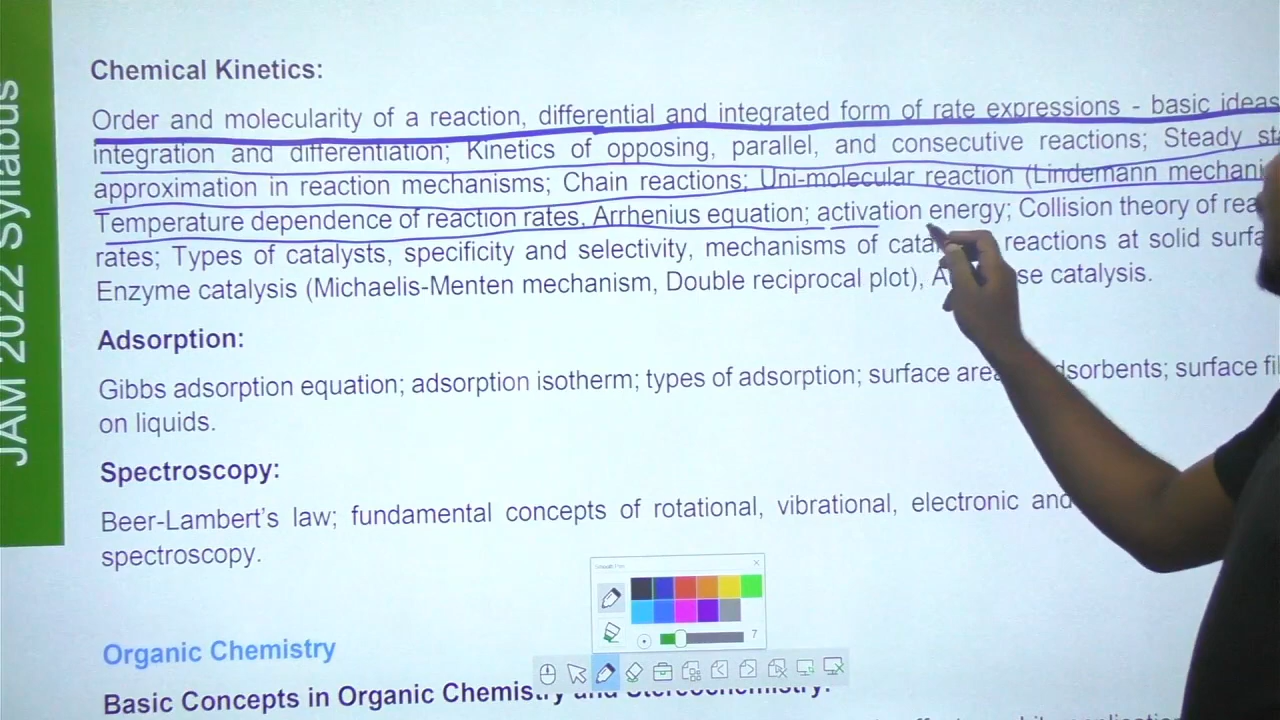 JAM 2022 Syllabus
Chemical Kinetics:
Order and molecularity of a reaction, differential and integrated form of rate expressions - basic ideas
integration and differentiation; Kinetics of opposing, parallel, and consecutive reactions; Steady
approximation in reaction mechanisms; Chain reactions; Uni-molecular reaction (Lindemann
Temperature dependence of reaction rates, Arrhenius equation; activation energy; Collision theory of
rates; Types of catalysts, specificity and selectivity, mechanisms of reactions at solid
Enzyme catalysis (Michaelis-Menten mechanism, Double reciprocal plot), catalysis.
Adsorption:
Gibbs adsorption equation; adsorption isotherm; types of adsorption; surface surface
on liquids.
Spectroscopy:
Beer-Lambert's law; fundamental concepts of rotational, vibrational, electronic and
spectroscopy.
7
Organic Chemistry
Basic Concepts in Organic Chemistry and Stereochemistry: